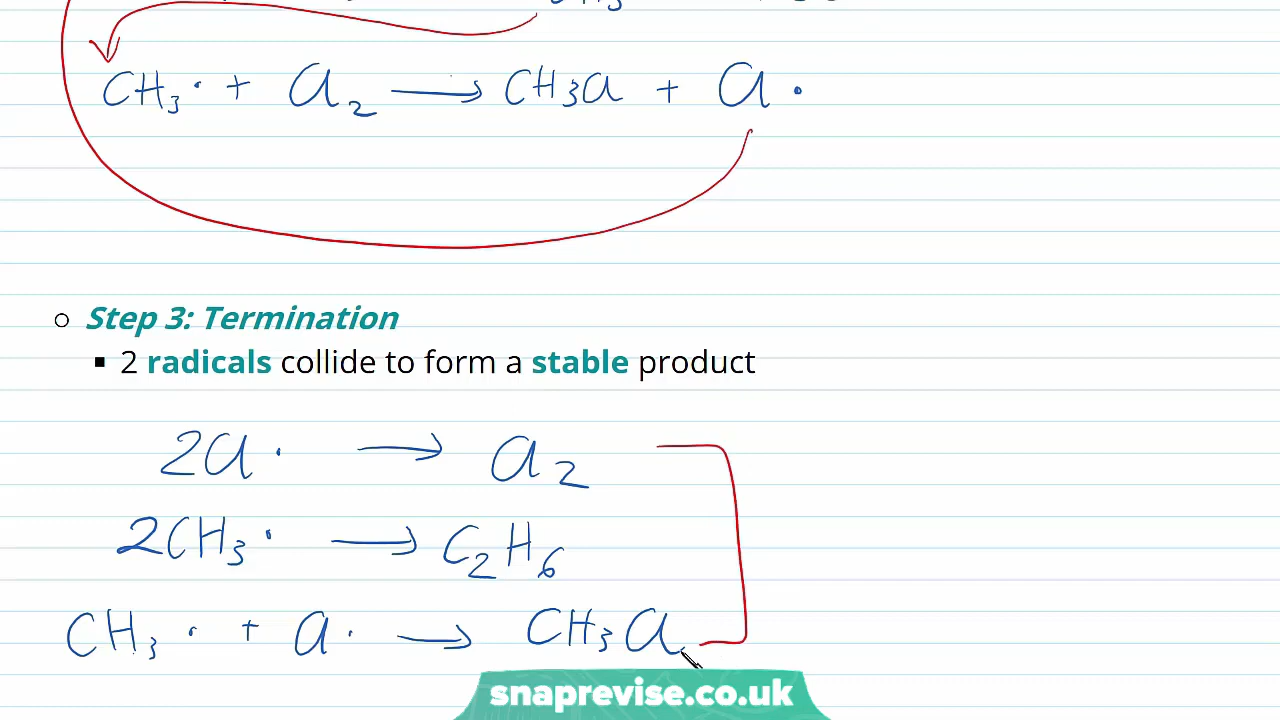 CH₃
CH₃· + Cl₂ ⟶ CH₃Cl + Cl·
○ Step 3: Termination
▪ 2 radicals collide to form a stable product
2Cl· ⟶ Cl₂
2CH₃· ⟶ C₂H₆
CH₃· + Cl· ⟶ CH₃Cl
snaprevise.co.uk